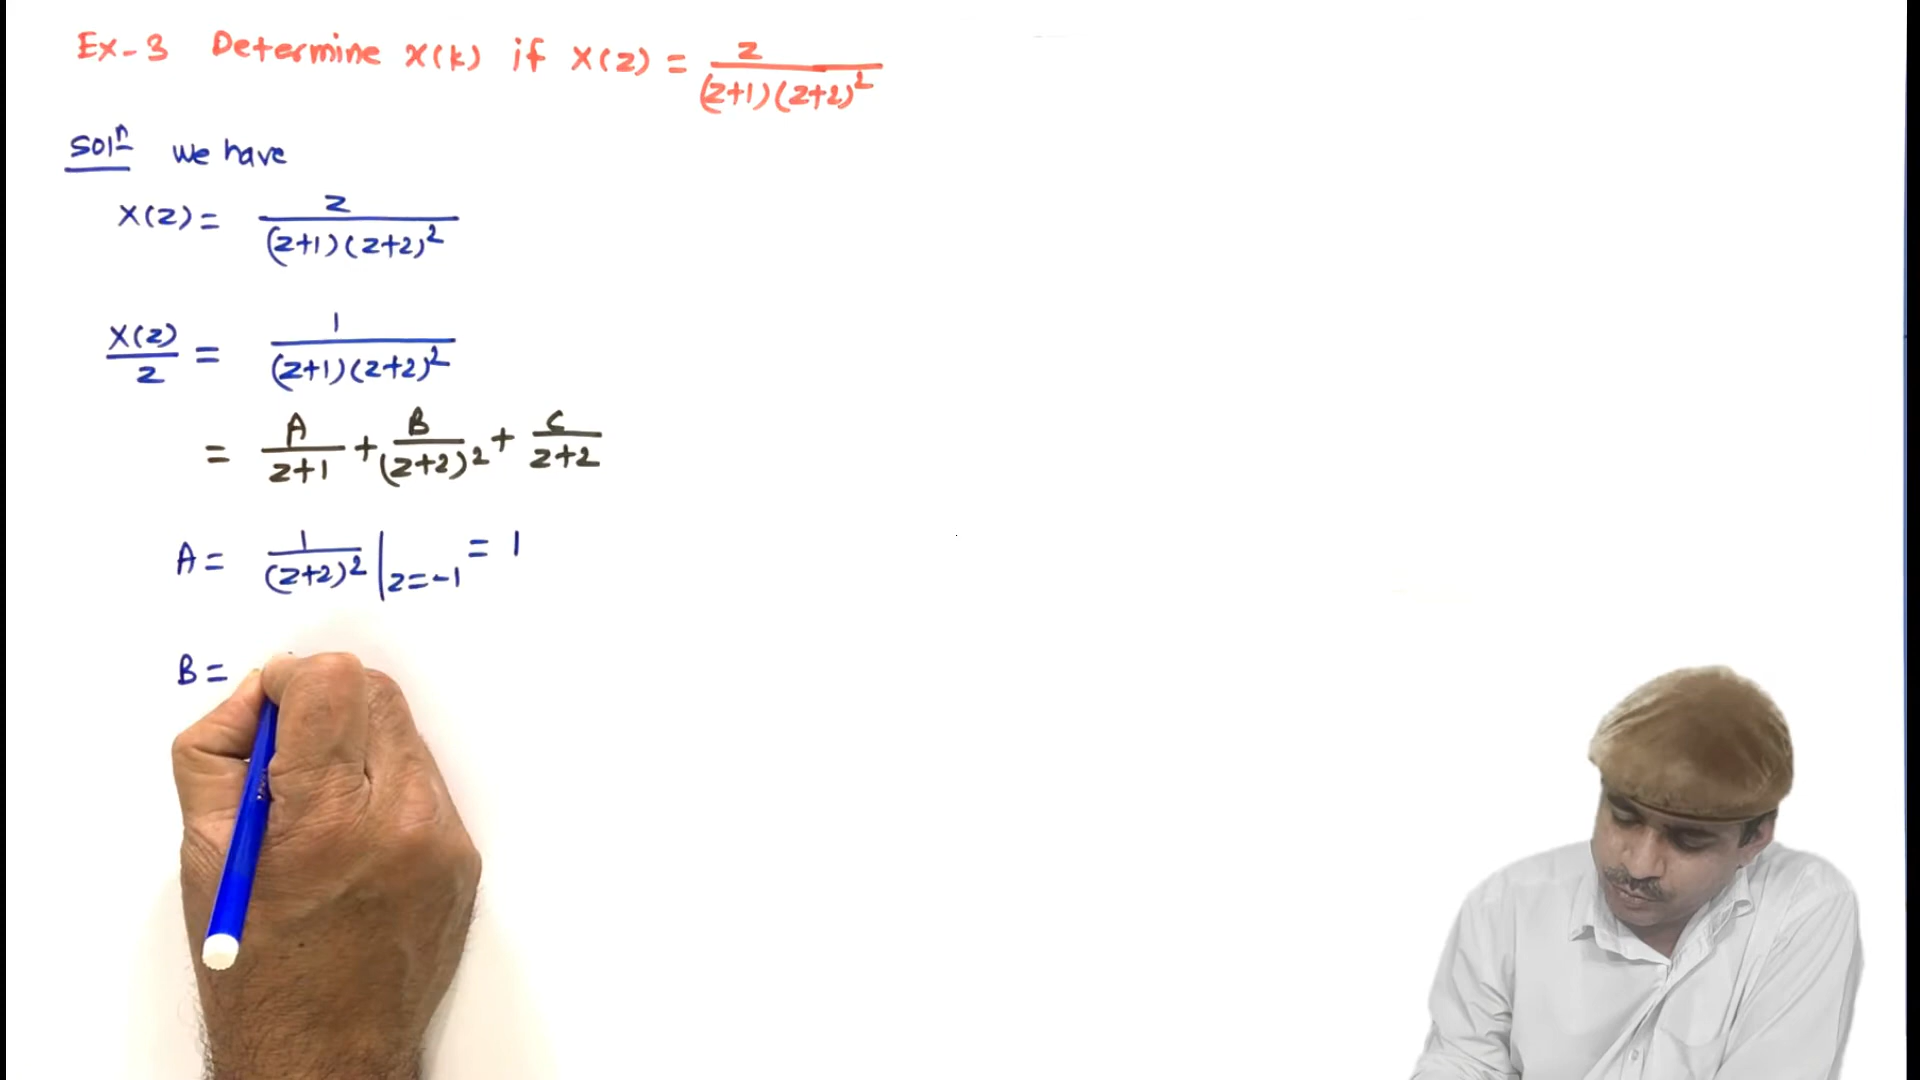 Ex-3 Determine x(k) if X(z) = z / (z+1)(z+2)²
Solⁿ we have
X(z) = z / (z+1)(z+2)²
X(z)/z = 1 / (z+1)(z+2)²
= A/z+1 + B/(z+2)² + C/z+2
A = 1/(z+2)² |z=-1 = 1
B =